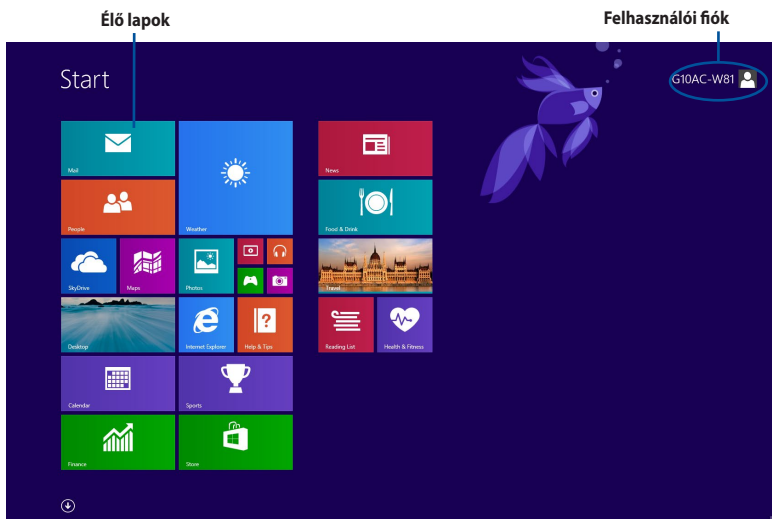 Élő lapok
Felhasználói fiók
Start
G10AC-W81
Mail
Weather
News
People
Food & Drink
SkyDrive
Maps
Photos
Travel
Desktop
Internet Explorer
Help & Tips
Reading List
Health & Fitness
Calendar
Sports
Finance
Store